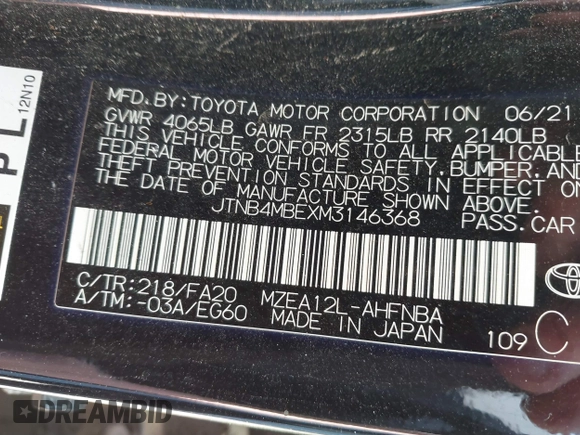 MFD. BY: TOYOTA MOTOR CORPORATION 06/21
GVWR 4065LB GAWR FR 2315LB RR 2140LB
THIS VEHICLE CONFORMS TO ALL APPLICABLE
FEDERAL MOTOR VEHICLE SAFETY, BUMPER, AND
THEFT PREVENTION STANDARDS IN EFFECT ON
THE DATE OF MANUFACTURE SHOWN ABOVE.
JTNB4MBEXM3146368 PASS. CAR
C/TR: 218/FA20 MZEA12L-AHFNBA
A/TM: -03A/EG60 MADE IN JAPAN
109 C
P L
12N10
DREAMBID